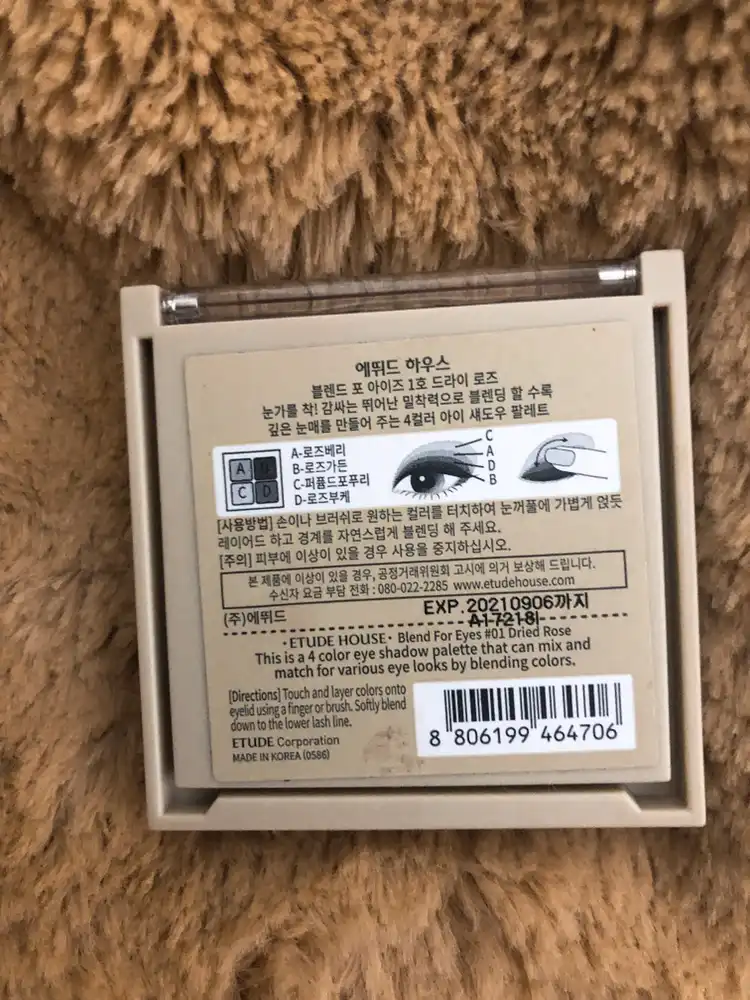 에뛰드 하우스
블렌드 포 아이즈 1호 드라이 로즈
눈가를 착! 감싸는 뛰어난 밀착력으로 블렌딩 할 수록
깊은 눈매를 만들어 주는 4컬러 아이 섀도우 팔레트
A B
C D
A-로즈베리
B-로즈가든
C-퍼퓸드포푸리
D-로즈부케
C
A
D
B
[사용방법] 손이나 브러쉬로 원하는 컬러를 터치하여 눈꺼풀에 가볍게 얹듯
레이어드 하고 경계를 자연스럽게 블렌딩 해 주세요.
[주의] 피부에 이상이 있을 경우 사용을 중지하십시오.
본 제품에 이상이 있을 경우, 공정거래위원회 고시에 의거 보상해 드립니다.
수신자 요금 부담 전화 : 080-022-2285 www.etudehouse.com
(주)에뛰드
EXP. 20210906까지
·ETUDE HOUSE· Blend For Eyes #01 Dried Rose
This is a 4 color eye shadow palette that can mix and
match for various eye looks by blending colors.
[Directions] Touch and layer colors onto
eyelid using a finger or brush. Softly blend
down to the lower lash line.
ETUDE Corporation
MADE IN KOREA (0586)
8 806199 464706